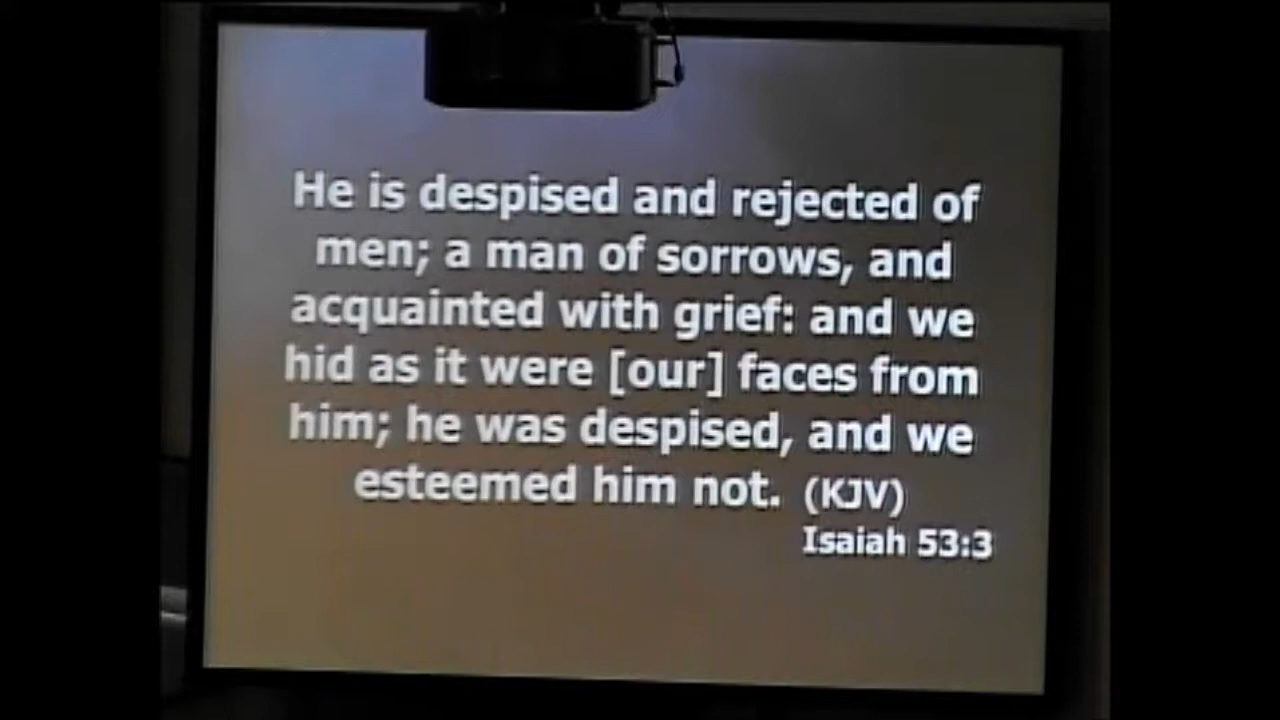 He is despised and rejected of
men; a man of sorrows, and
acquainted with grief: and we
hid as it were [our] faces from
him; he was despised, and we
esteemed him not. (KJV)
Isaiah 53:3